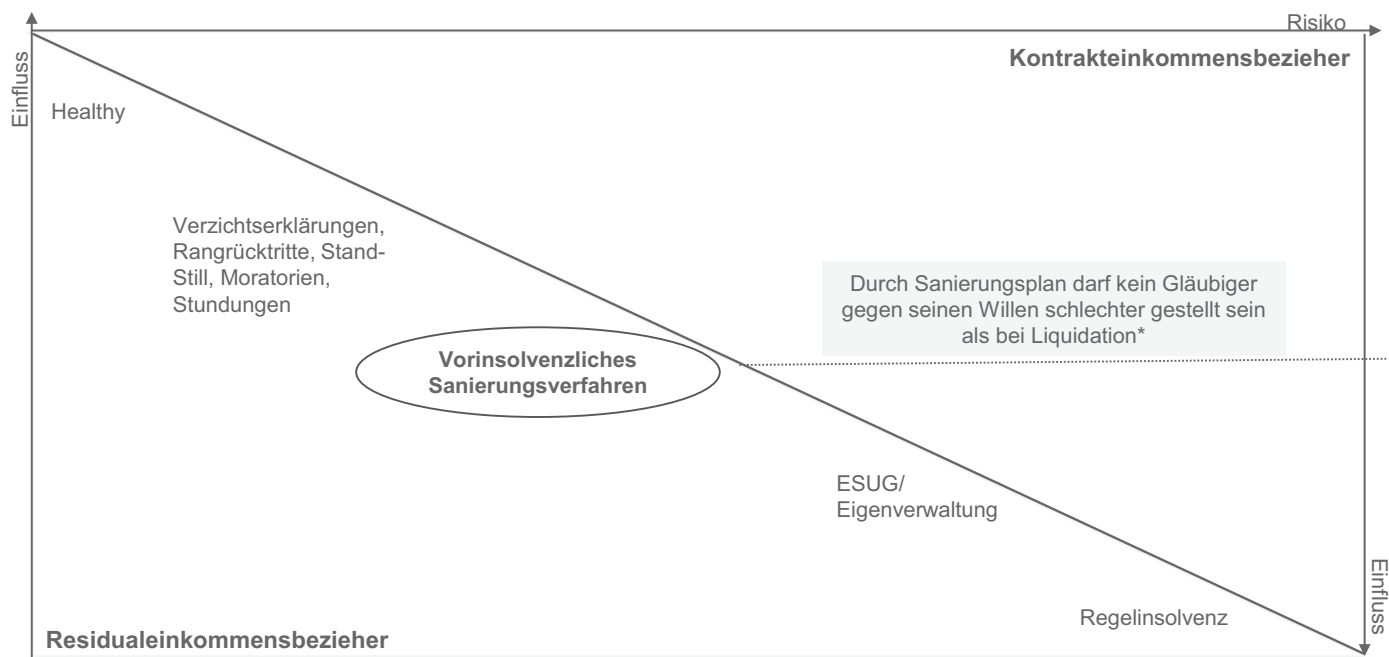 Risiko
Kontrakteinkommensbezieher
Einfluss
Healthy
Verzichtserklärungen,
Rangrücktritte, Stand-
Still, Moratorien,
Stundungen
Durch Sanierungsplan darf kein Gläubiger
gegen seinen Willen schlechter gestellt sein
als bei Liquidation*
Vorinsolvenzliches
Sanierungsverfahren
ESUG/
Eigenverwaltung
Einfluss
Regelinsolvenz
Residualeinkommensbezieher